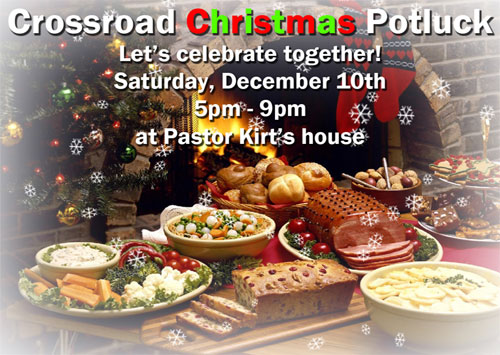 Crossroad Christmas Potluck
Let's celebrate together!
Saturday, December 10th
5pm - 9pm
at Pastor Kirt's house